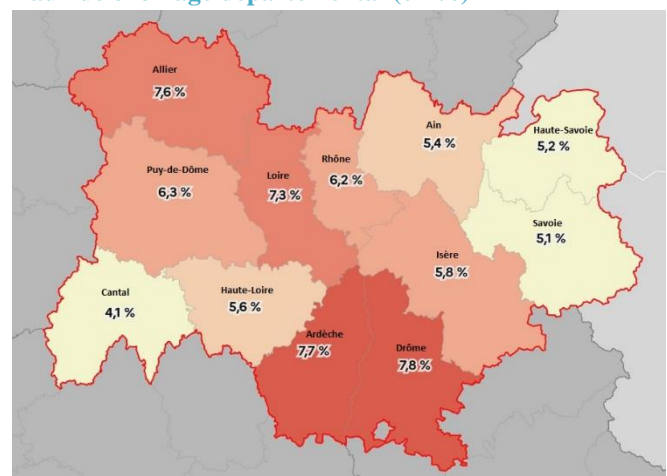 Allier
7,6 %
Ain
5,4 %
Haute-Savoie
5,2 %
Puy-de-Dôme
6,3 %
Loire
7,3 %
Rhône
6,2 %
Savoie
5,1 %
Isère
5,8 %
Cantal
4,1 %
Haute-Loire
5,6 %
Ardèche
7,7 %
Drôme
7,8 %